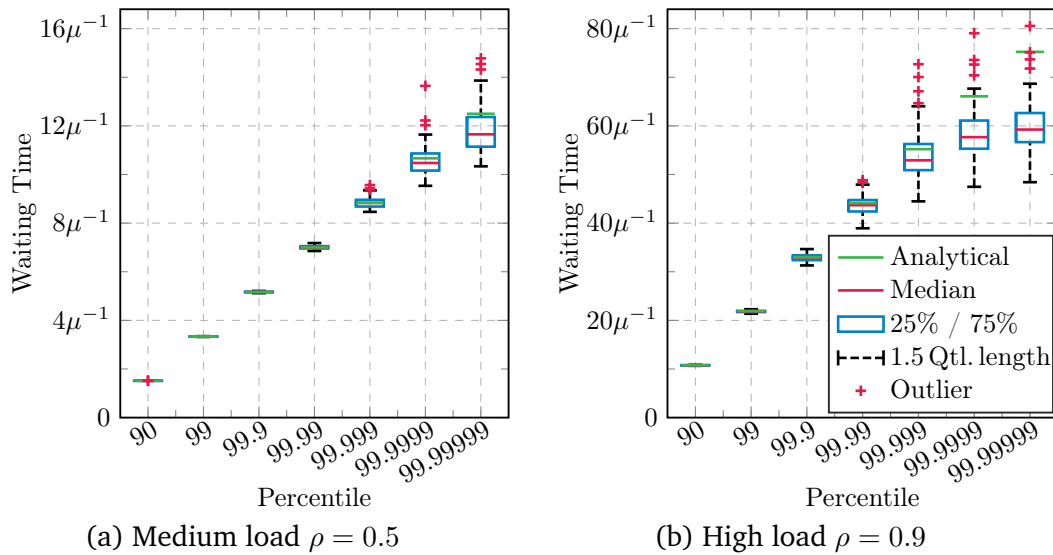 16μ⁻¹
12μ⁻¹
8μ⁻¹
4μ⁻¹
0
Waiting Time
90
99
99.9
99.99
99.999
99.9999
99.99999
Percentile
(a) Medium load ρ = 0.5
80μ⁻¹
60μ⁻¹
40μ⁻¹
20μ⁻¹
0
Waiting Time
Analytical
Median
25% / 75%
1.5 Qtl. length
Outlier
90
99
99.9
99.99
99.999
99.9999
99.99999
Percentile
(b) High load ρ = 0.9